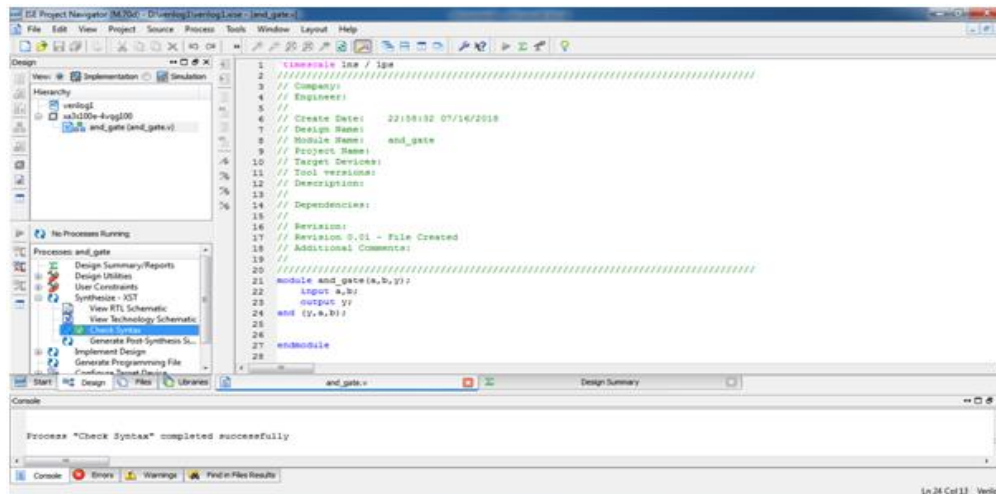 ISE Project Navigator (M.70d) - D:\verilog1\verilog1.xise - [and_gate.v]
File Edit View Project Source Process Tools Window Layout Help
Design
View: Implementation Simulation
Hierarchy
verilog1
xa3s100e-4vqg100
and_gate (and_gate.v)
No Processes Running
Processes: and_gate
Design Summary/Reports
Design Utilities
User Constraints
Synthesize - XST
View RTL Schematic
View Technology Schematic
Check Syntax
Generate Post-Synthesis Si...
Implement Design
Generate Programming File
Configure Target Device
Start Design Files Libraries
1 `timescale 1ns / 1ps
2 ////////////////////////////////////////////////////////////////////////////////
3 // Company:
4 // Engineer:
5 //
6 // Create Date: 22:58:32 07/16/2018
7 // Design Name:
8 // Module Name: and_gate
9 // Project Name:
10 // Target Devices:
11 // Tool versions:
12 // Description:
13 //
14 // Dependencies:
15 //
16 // Revision:
17 // Revision 0.01 - File Created
18 // Additional Comments:
19 //
20 ////////////////////////////////////////////////////////////////////////////////
21 module and_gate(a,b,y);
22 input a,b;
23 output y;
24 and (y,a,b);
25
26
27 endmodule
28
and_gate.v Design Summary
Console
Process "Check Syntax" completed successfully
Console Errors Warnings Find in Files Results
Ln 24 Col 13 Verilo